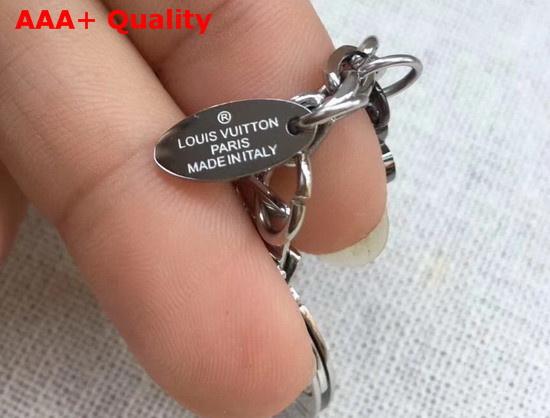 AAA+ Quality
®
LOUIS VUITTON
PARIS
MADE IN ITALY